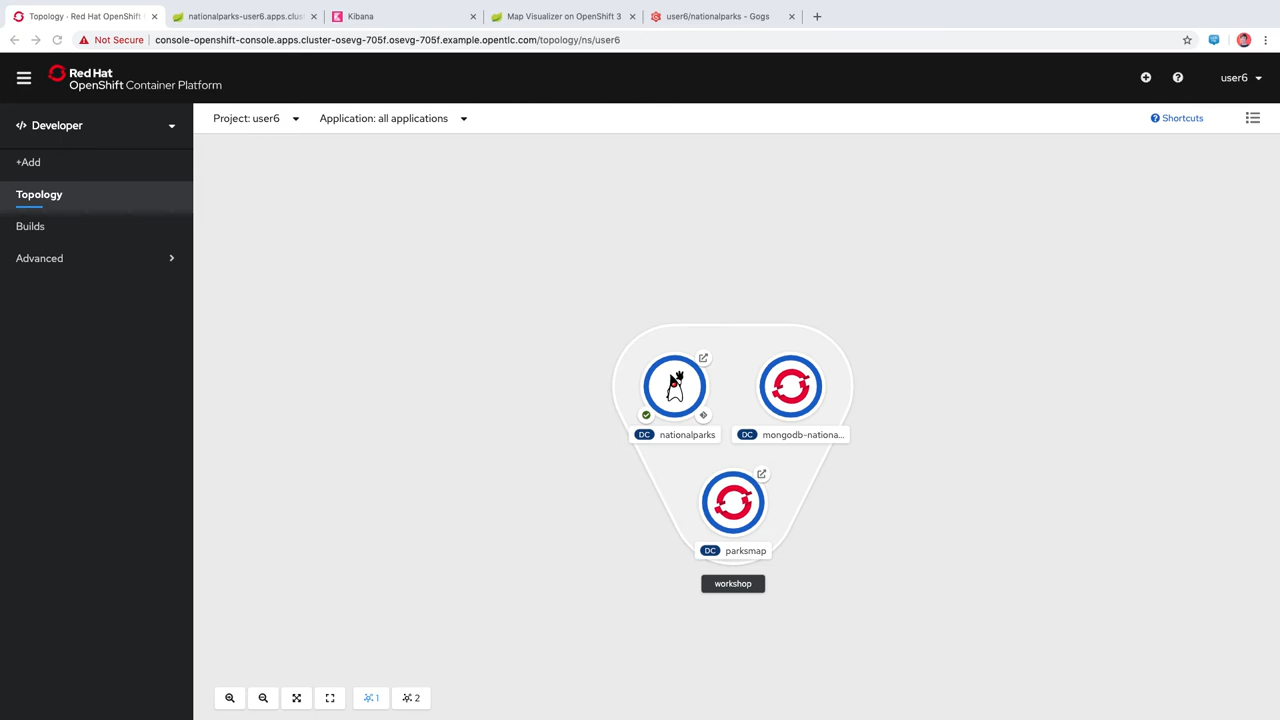 Topology · Red Hat OpenShift
nationalparks-user6.apps.clus
Kibana
Map Visualizer on OpenShift 3
user6/nationalparks - Gogs
Not Secure
console-openshift-console.apps.cluster-osevg-705f.osevg-705f.example.opentlc.com/topology/ns/user6
Red Hat
OpenShift Container Platform
user6
Developer
Project: user6
Application: all applications
Shortcuts
+Add
Topology
Builds
Advanced
DC nationalparks
DC mongodb-nationa...
DC parksmap
workshop
1
2